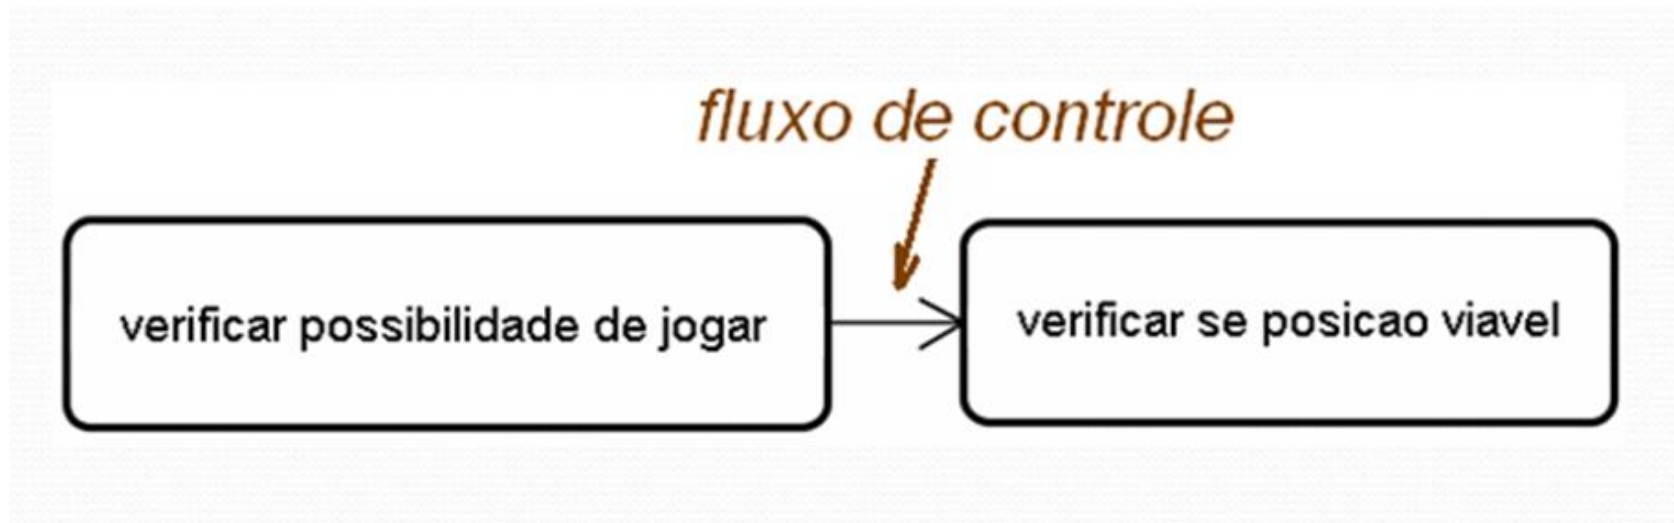 fluxo de controle
verificar possibilidade de jogar
verificar se posicao viavel